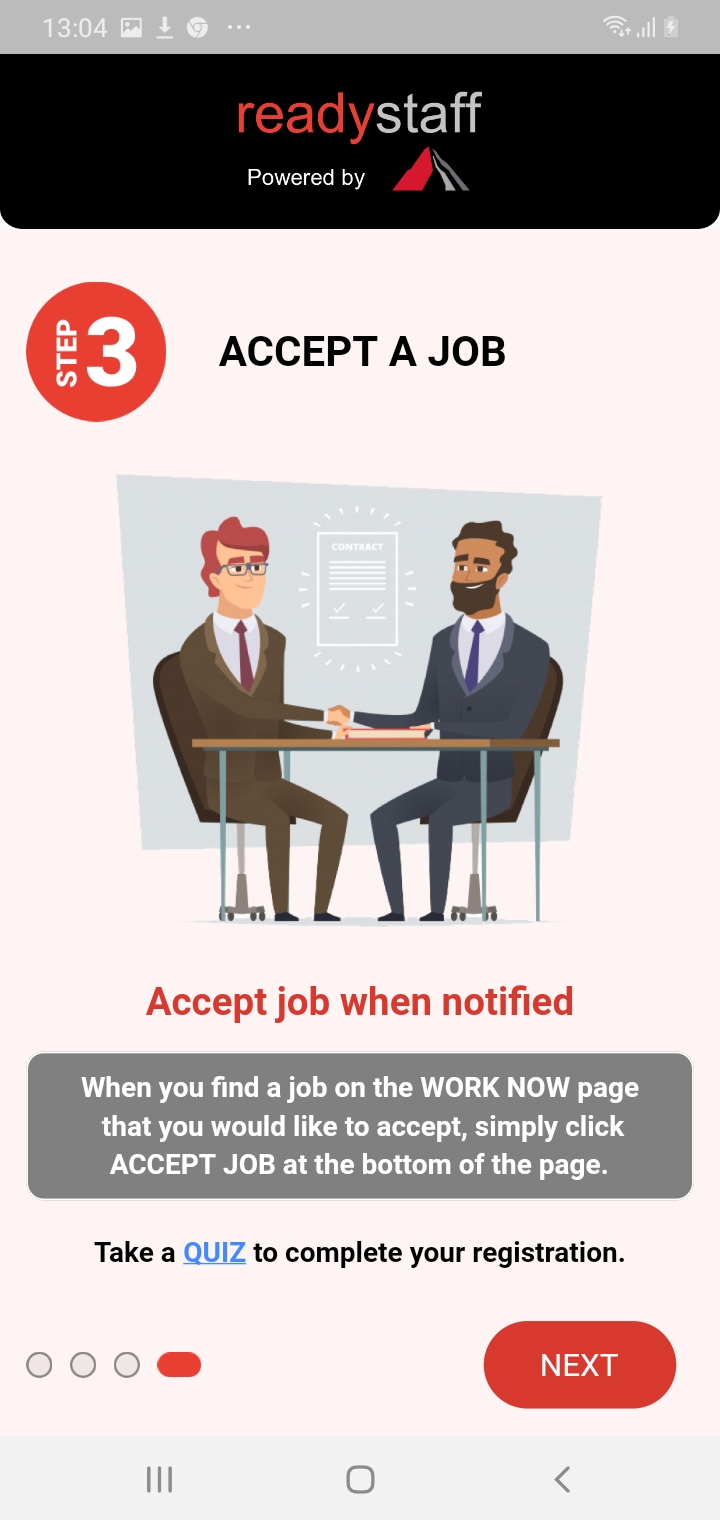 13:04
readystaff
Powered by
STEP 3
ACCEPT A JOB
CONTRACT
Accept job when notified
When you find a job on the WORK NOW page
that you would like to accept, simply click
ACCEPT JOB at the bottom of the page.
Take a QUIZ to complete your registration.
NEXT